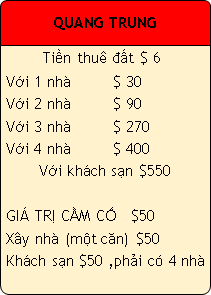 QUANG TRUNG
Tiền thuê đất $ 6
Với 1 nhà $ 30
Với 2 nhà $ 90
Với 3 nhà $ 270
Với 4 nhà $ 400
Với khách sạn $550
GIÁ TRỊ CẦM CỐ $50
Xây nhà (một căn) $50
Khách sạn $50 ,phải có 4 nhà